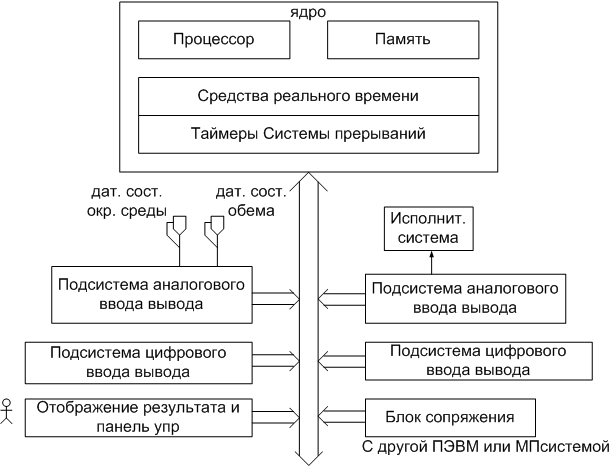 ядро
Процессор
Память
Средства реального времени
Таймеры Системы прерываний
дат. сост.
окр. среды
дат. сост.
обема
Исполнит.
система
Подсистема аналогового
ввода вывода
Подсистема аналогового
ввода вывода
Подсистема цифрового
ввода вывода
Подсистема цифрового
ввода вывода
Отображение результата и
панель упр
Блок сопряжения
С другой ПЭВМ или МПсистемой